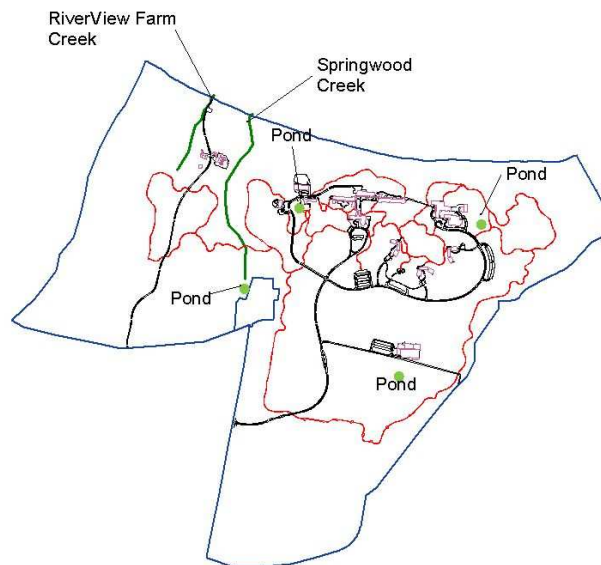 RiverView Farm
Creek
Springwood
Creek
Pond
Pond
Pond
Pond